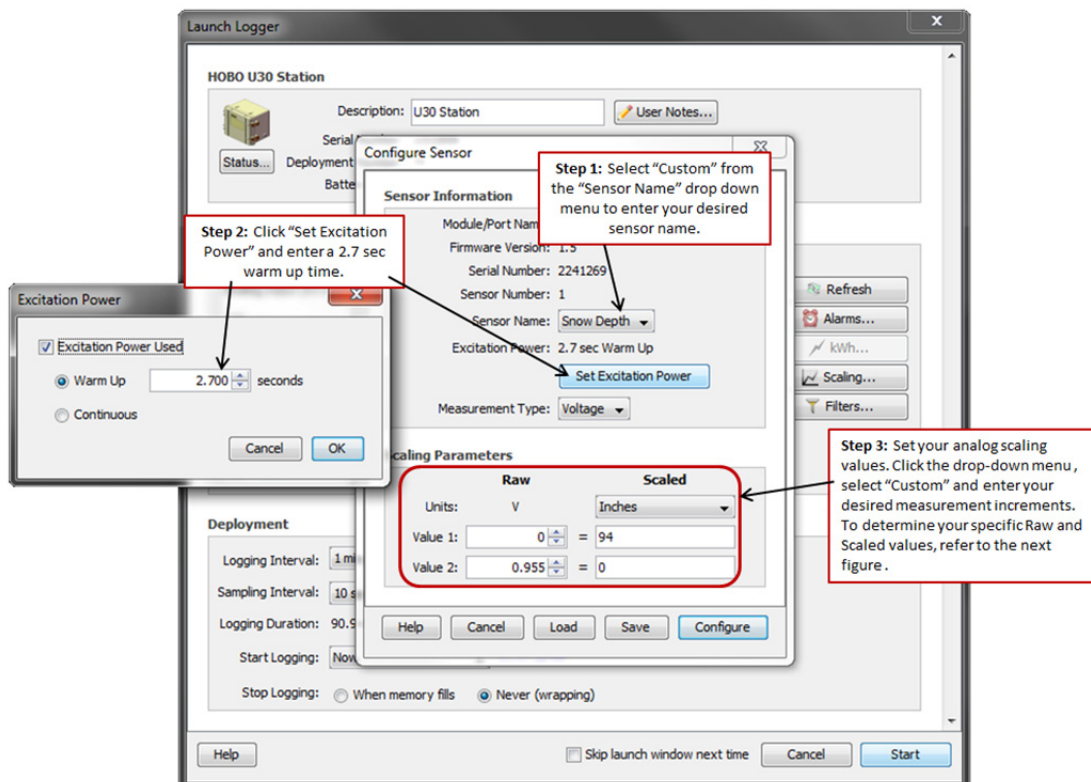 Launch Logger
HOBO U30 Station
Description: U30 Station
User Notes...
Status...
Deployment
Configure Sensor
Sensor Information
Step 1: Select “Custom” from
the “Sensor Name” drop down
menu to enter your desired
sensor name.
Step 2: Click “Set Excitation
Power” and enter a 2.7 sec
warm up time.
Firmware Version: 1.5
Serial Number: 2241269
Sensor Number: 1
Sensor Name: Snow Depth
Excitation Power: 2.7 sec Warm Up
Set Excitation Power
Measurement Type: Voltage
Excitation Power
Excitation Power Used
Warm Up 2.700 seconds
Continuous
Cancel OK
Refresh
Alarms...
kWh...
Scaling...
Filters...
Scaling Parameters
Raw Scaled
Units: V Inches
Value 1: 0 = 94
Value 2: 0.955 = 0
Help Cancel Load Save Configure
Step 3: Set your analog scaling
values. Click the drop-down menu,
select “Custom” and enter your
desired measurement increments.
To determine your specific Raw and
Scaled values, refer to the next
figure.
Deployment
Logging Interval: 1
Sampling Interval: 10
Logging Duration: 90.9
Start Logging: Now
Stop Logging: When memory fills Never (wrapping)
Help
Skip launch window next time Cancel Start